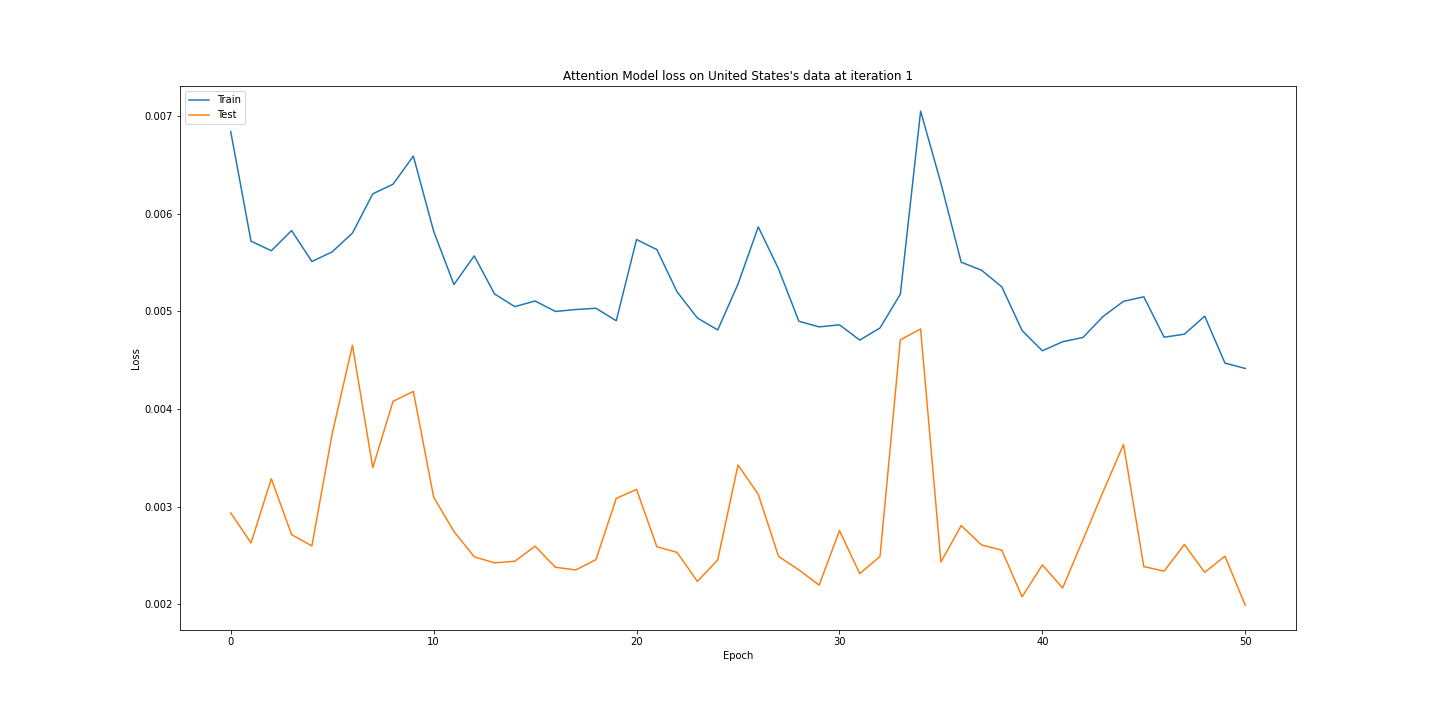 Attention Model loss on United States's data at iteration 1
Train
Test
0.007
0.006
0.005
0.004
0.003
0.002
Loss
0
10
20
30
40
50
Epoch